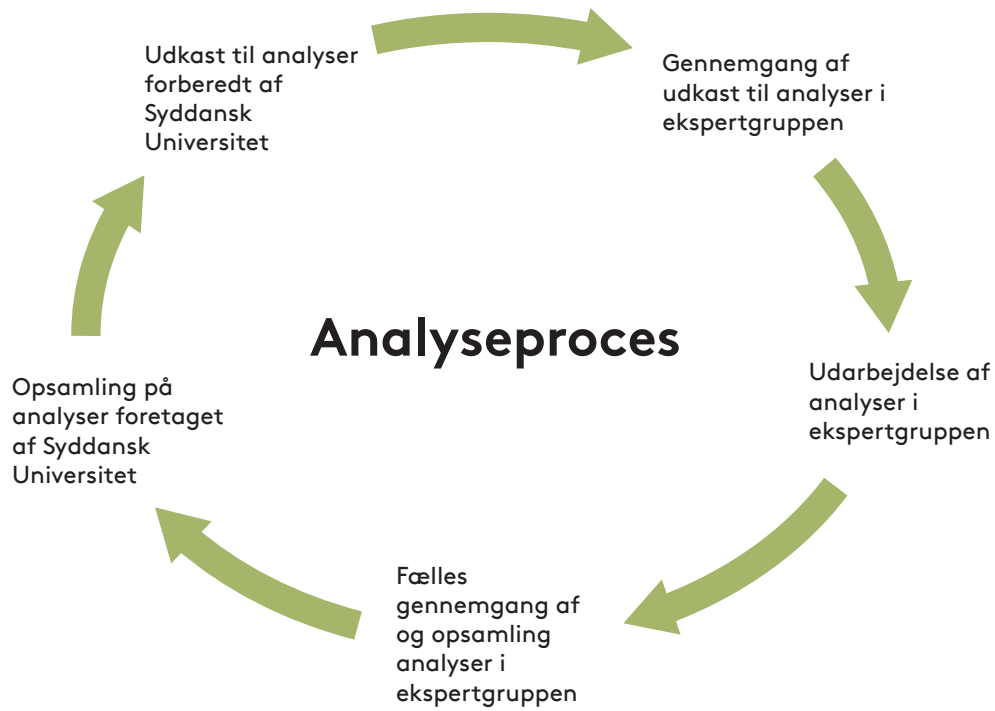 Udkast til analyser
forberedt af
Syddansk
Universitet
Gennemgang af
udkast til analyser i
ekspertgruppen
Analyseproces
Udarbejdelse af
analyser i
ekspertgruppen
Fælles
gennemgang af
og opsamling
analyser i
ekspertgruppen
Opsamling på
analyser foretaget
af Syddansk
Universitet